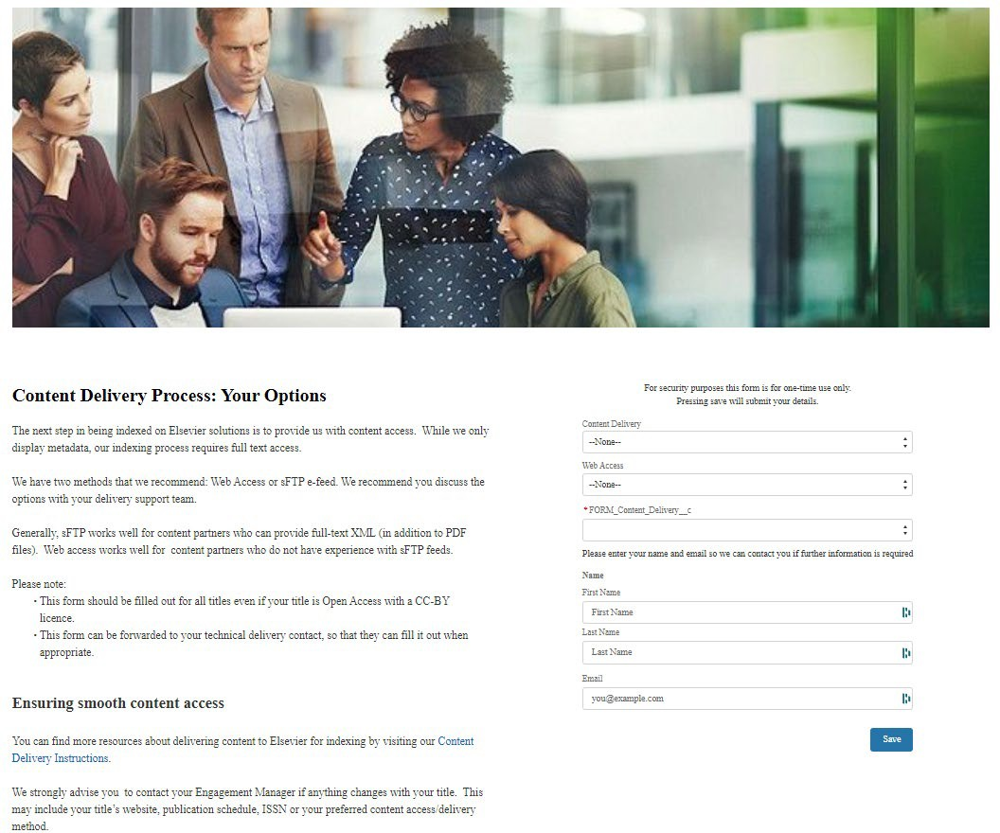 Content Delivery Process: Your Options
The next step in being indexed on Elsevier solutions is to provide us with content access.  While we only
display metadata, our indexing process requires full text access.
We have two methods that we recommend: Web Access or sFTP e-feed. We recommend you discuss the
options with your delivery support team.
Generally, sFTP works well for content partners who can provide full-text XML (in addition to PDF
files).  Web access works well for  content partners who do not have experience with sFTP feeds.
Please note:
• This form should be filled out for all titles even if your title is Open Access with a CC-BY
licence.
• This form can be forwarded to your technical delivery contact, so that they can fill it out when
appropriate.
Ensuring smooth content access
You can find more resources about delivering content to Elsevier for indexing by visiting our Content
Delivery Instructions.
We strongly advise you  to contact your Engagement Manager if anything changes with your title.  This
may include your title's website, publication schedule, ISSN or your preferred content access/delivery
method.
For security purposes this form is for one-time use only.
Pressing save will submit your details.
Content Delivery
--None--
Web Access
--None--
*FORM_Content_Delivery__c
Please enter your name and email so we can contact you if further information is required
Name
First Name
First Name
Last Name
Last Name
Email
you@example.com
Save